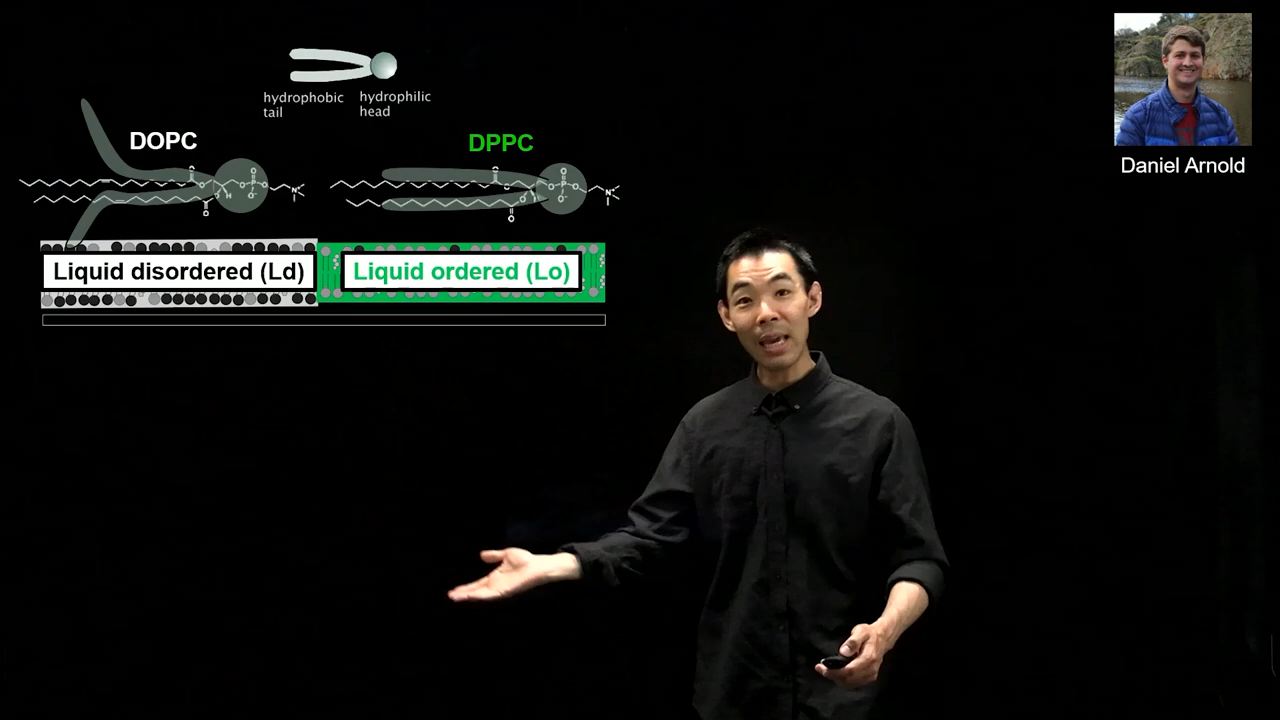 hydrophobic
tail
hydrophilic
head
DOPC
DPPC
Daniel Arnold
O
O
O
O
P
O
O⁻
N⁺
H
O
O
O
O
P
O
O⁻
N⁺
H
O
O
Liquid disordered (Ld)
Liquid ordered (Lo)